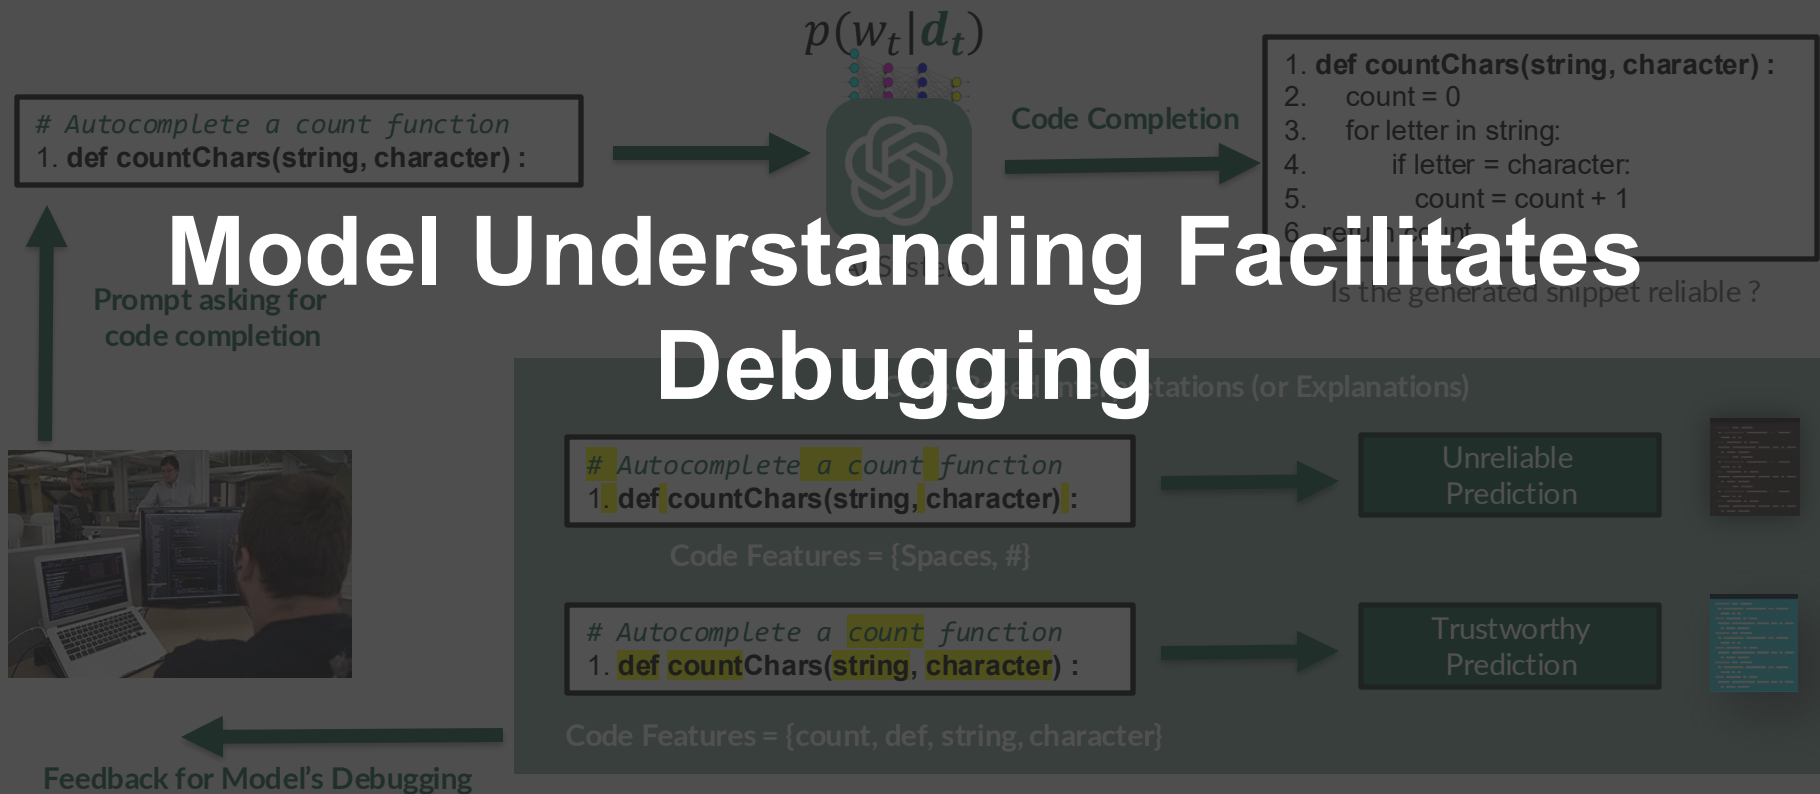 p(w_t|d_t)
# Autocomplete a count function
1. def countChars(string, character) :
Code Completion
1. def countChars(string, character) :
2. count = 0
3. for letter in string:
4. if letter = character:
5. count = count + 1
6. return count
Model Understanding Facilitates
Debugging
Prompt asking for
code completion
Is the generated snippet reliable ?
(or Explanations)
# Autocomplete a count function
1. def countChars(string, character) :
Code Features = {Spaces, #}
Unreliable
Prediction
# Autocomplete a count function
1. def countChars(string, character) :
Code Features = {count, def, string, character}
Trustworthy
Prediction
Feedback for Model's Debugging